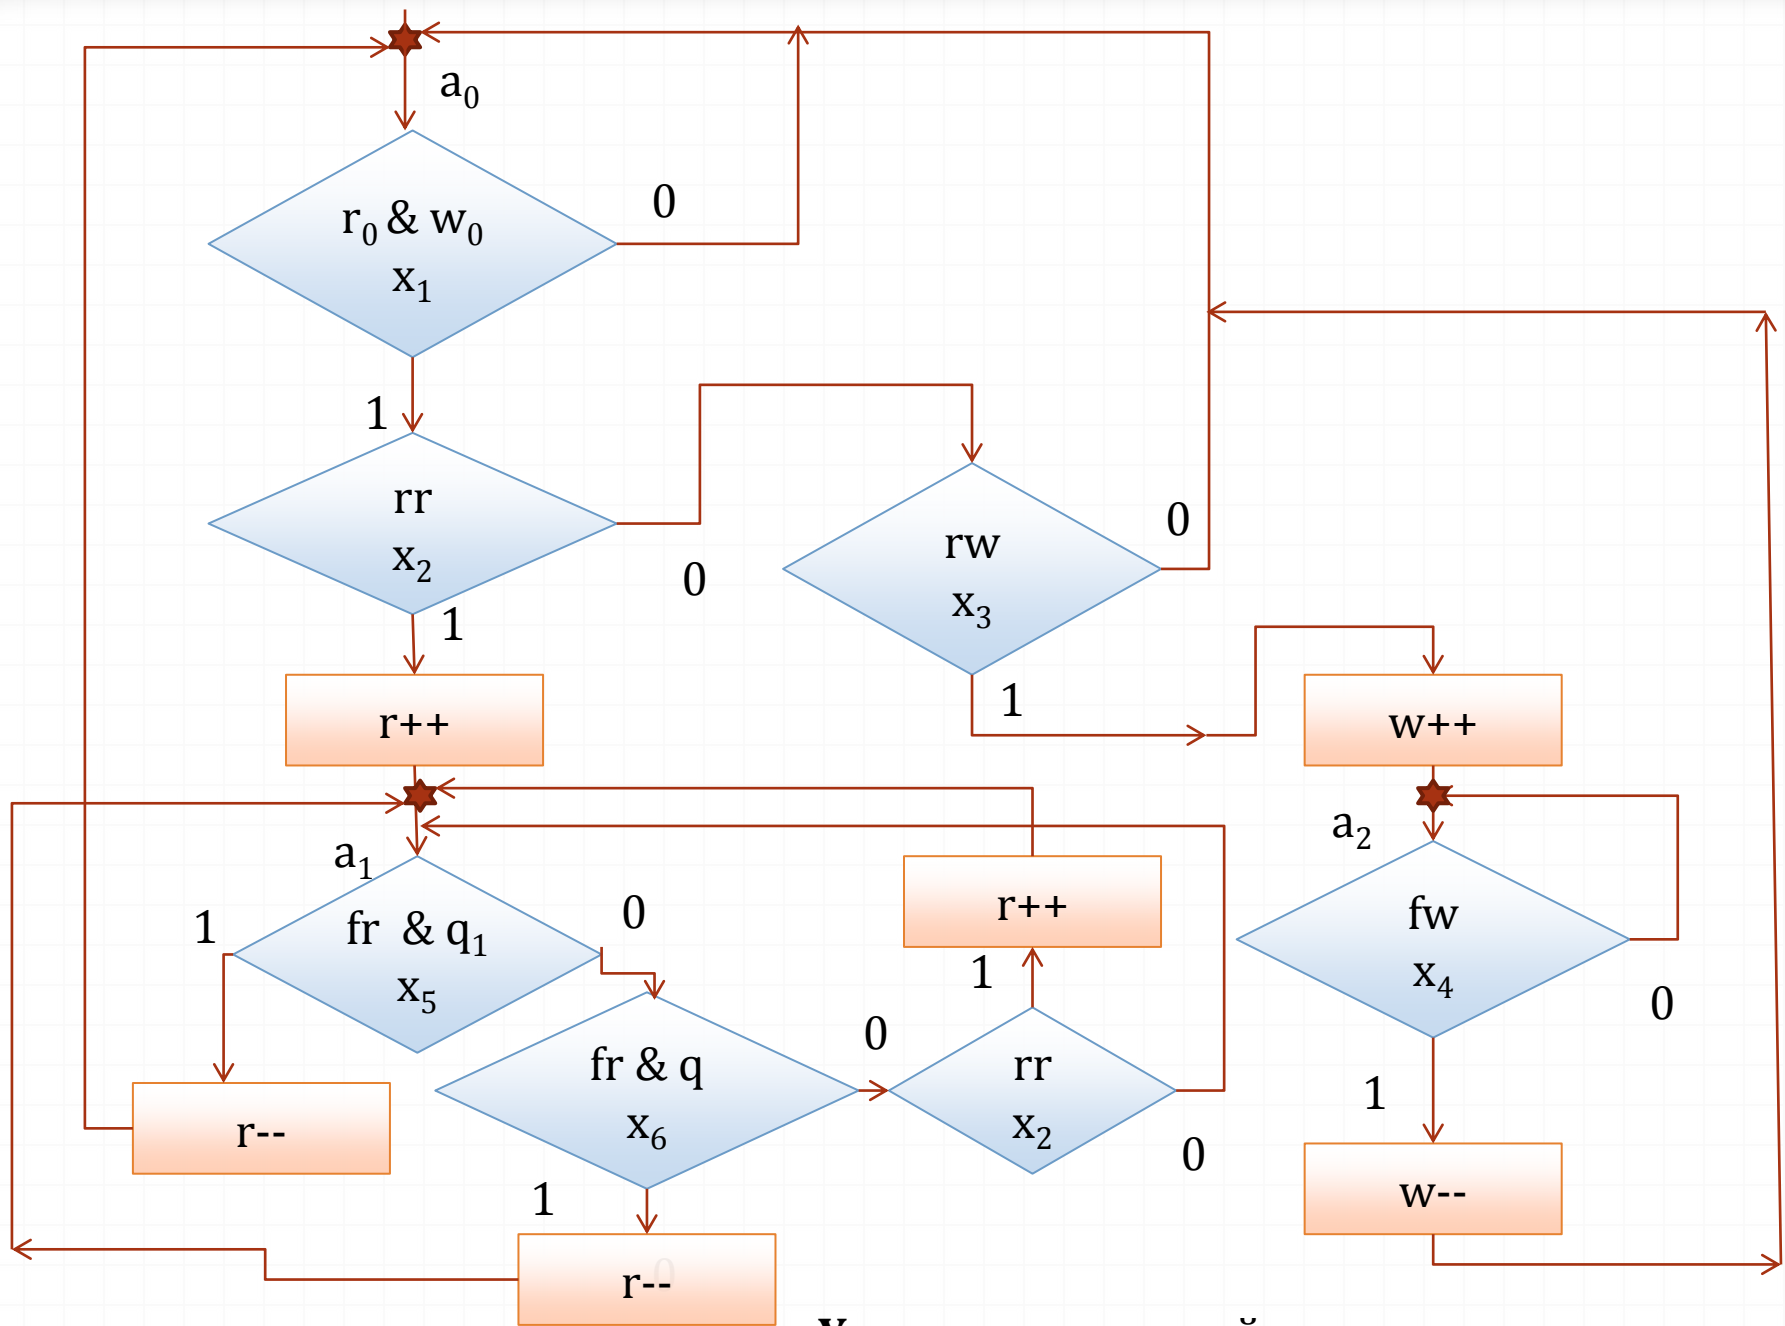 a0
r0 & w0
x1
0
1
rr
x2
0
1
rw
x3
0
1
r++
w++
a1
a2
fr & q1
x5
1
0
r++
fw
x4
0
1
fr & q
x6
0
1
rr
x2
1
0
r--
w--
r--